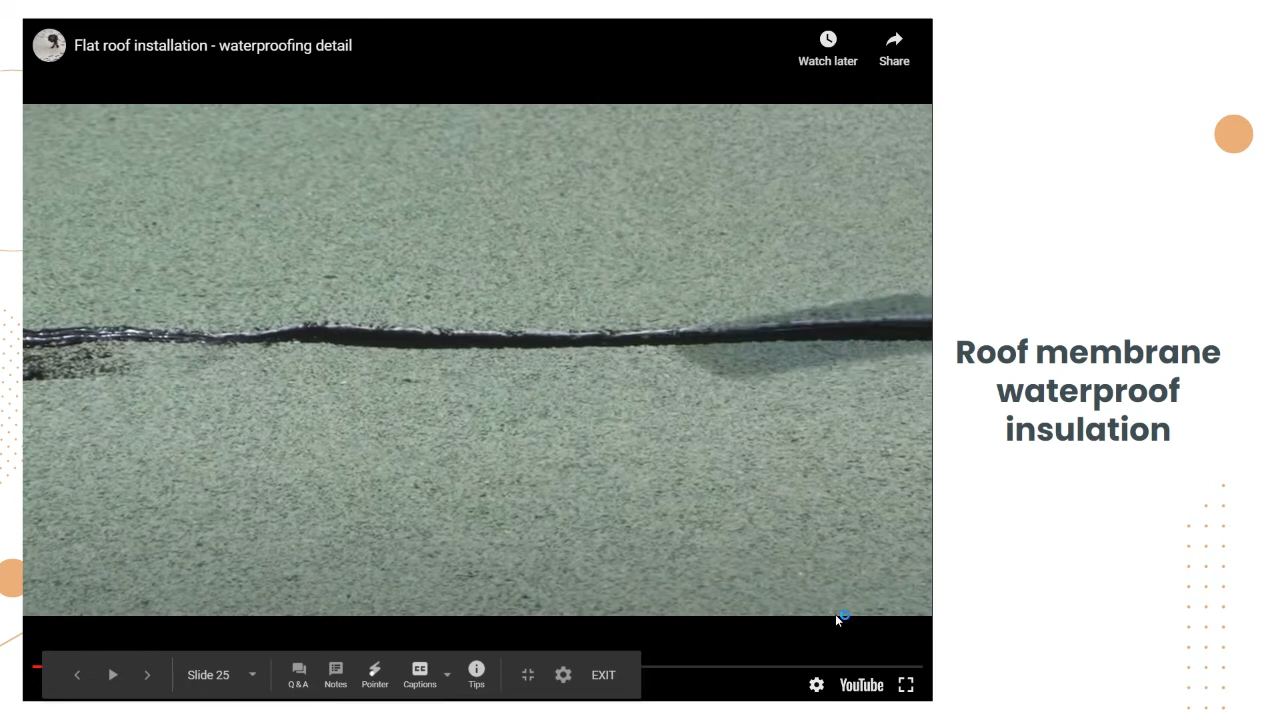 Flat roof installation - waterproofing detail
Watch later
Share
Roof membrane
waterproof
insulation
Slide 25
Q & A
Notes
Pointer
CC
Captions
Tips
EXIT
YouTube